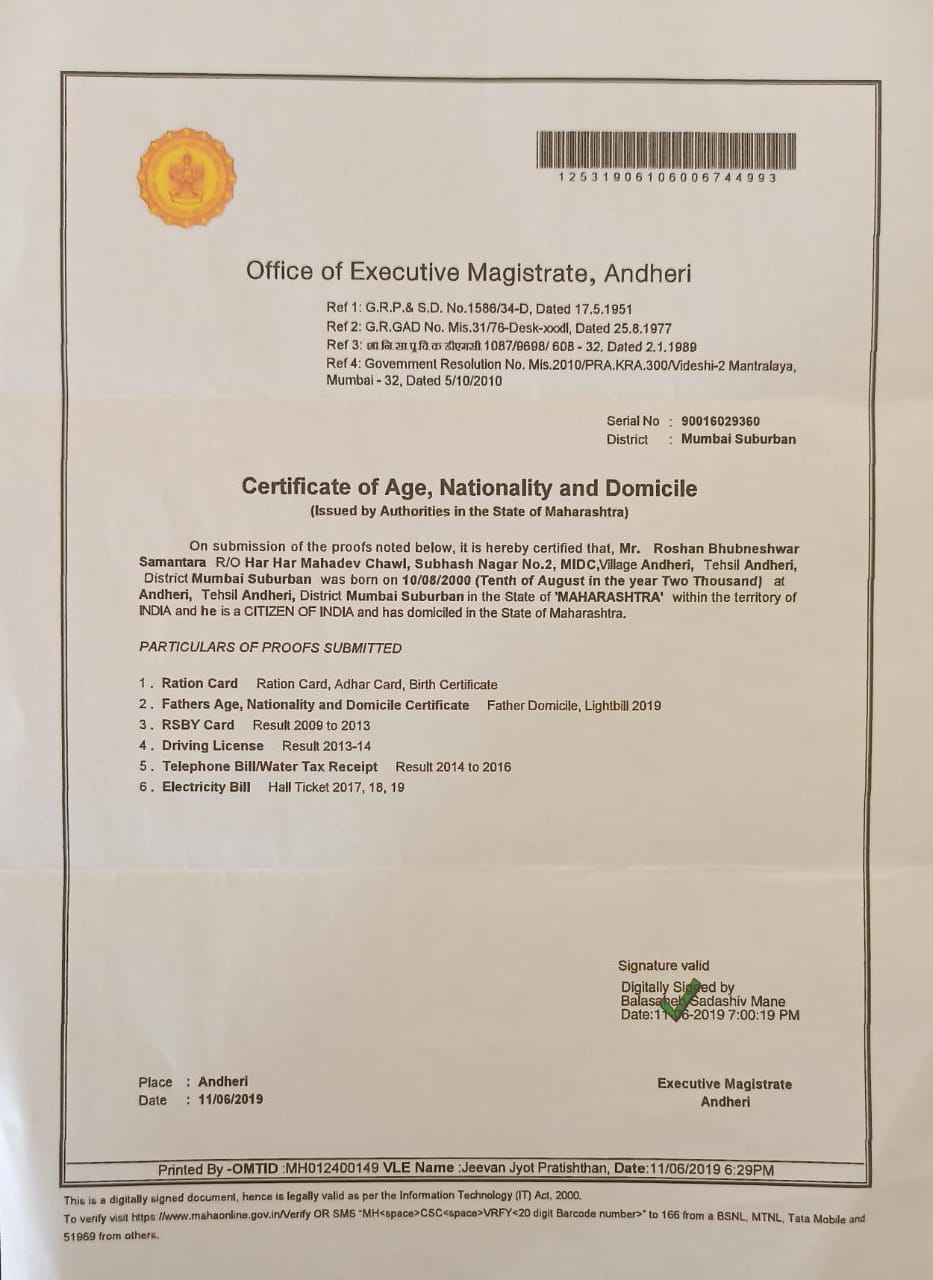 12531906106006744993
Office of Executive Magistrate, Andheri
Ref 1: G.R.P.& S.D. No.1586/34-D, Dated 17.5.1951
Ref 2: G.R.GAD No. Mis.31/76-Desk-xxxdl, Dated 25.8.1977
Ref 3: शा.नि.सा.प्र.वि.क डीएमसी 1087/9698/ 608 - 32, Dated 2.1.1989
Ref 4: Government Resolution No. Mis.2010/PRA.KRA.300/Videshi-2 Mantralaya,
Mumbai - 32, Dated 5/10/2010
Serial No : 90016029360
District : Mumbai Suburban
Certificate of Age, Nationality and Domicile
(Issued by Authorities in the State of Maharashtra)
On submission of the proofs noted below, it is hereby certified that, Mr. Roshan Bhubneshwar
Samantara R/O Har Har Mahadev Chawl, Subhash Nagar No.2, MIDC,Village Andheri, Tehsil Andheri,
District Mumbai Suburban was born on 10/08/2000 (Tenth of August in the year Two Thousand) at
Andheri, Tehsil Andheri, District Mumbai Suburban in the State of 'MAHARASHTRA' within the territory of
INDIA and he is a CITIZEN OF INDIA and has domiciled in the State of Maharashtra.
PARTICULARS OF PROOFS SUBMITTED
1 . Ration Card Ration Card, Adhar Card, Birth Certificate
2 . Fathers Age, Nationality and Domicile Certificate Father Domicile, Lightbill 2019
3 . RSBY Card Result 2009 to 2013
4 . Driving License Result 2013-14
5 . Telephone Bill/Water Tax Receipt Result 2014 to 2016
6 . Electricity Bill Hall Ticket 2017, 18, 19
Signature valid
Digitally Signed by
Balasaheb Sadashiv Mane
Date:11-06-2019 7:00:19 PM
Place : Andheri
Date : 11/06/2019
Executive Magistrate
Andheri
Printed By -OMTID :MH012400149 VLE Name :Jeevan Jyot Pratishthan, Date:11/06/2019 6:29PM
This is a digitally signed document, hence is legally valid as per the Information Technology (IT) Act, 2000.
To verify visit https://www.mahaonline.gov.in/Verify OR SMS "MH<space>CSC<space>VRFY<20 digit Barcode number>" to 166 from a BSNL, MTNL, Tata Mobile and
51969 from others.